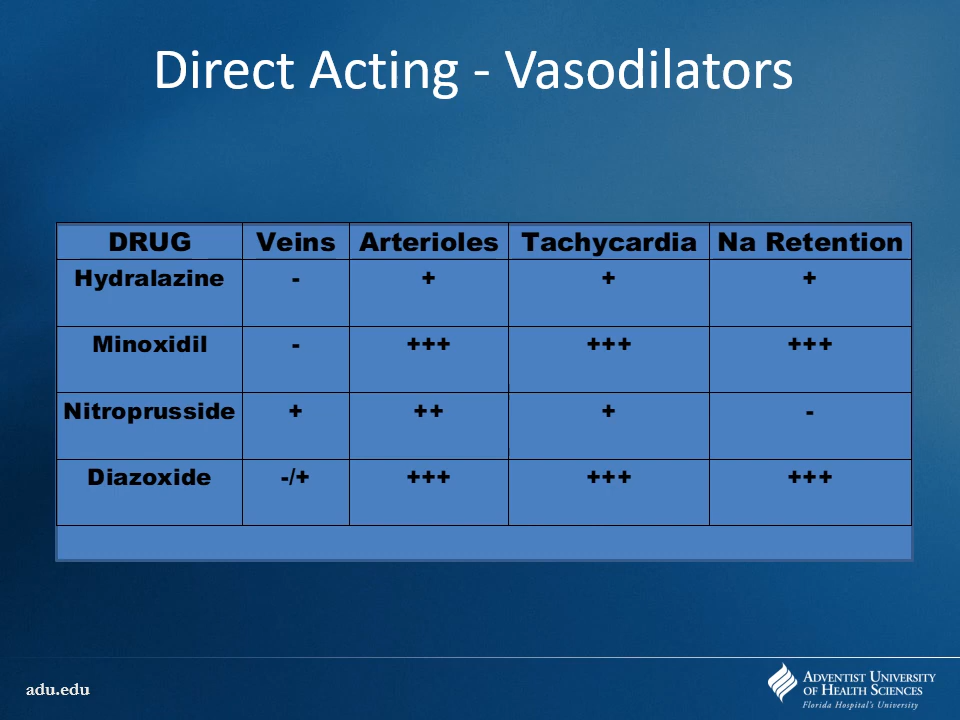 Direct Acting - Vasodilators
DRUG Veins Arterioles Tachycardia Na Retention
Hydralazine - + + +
Minoxidil - +++ +++ +++
Nitroprusside + ++ + -
Diazoxide -/+ +++ +++ +++
adu.edu
ADVENTIST UNIVERSITY
OF HEALTH SCIENCES
Florida Hospital's University